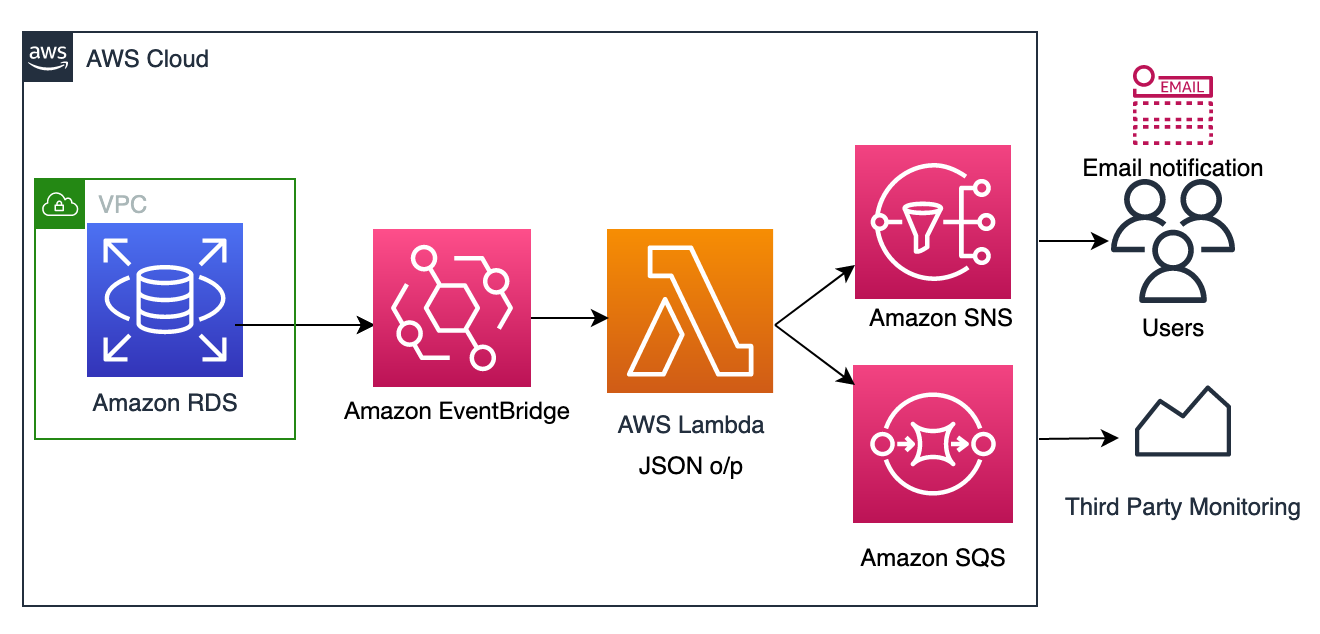 aws
AWS Cloud
EMAIL
Email notification
VPC
Amazon RDS
Amazon EventBridge
AWS Lambda
JSON o/p
Amazon SNS
Users
Amazon SQS
Third Party Monitoring